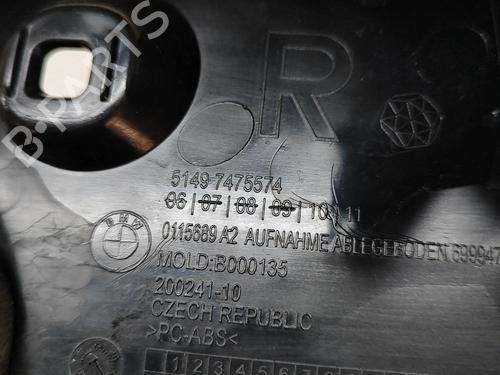 B-PARTS
R
5149 7475574
06|07|08|09|10|11
BMW
0115689 A2 AUFNAHME ABLEGEBODEN 699947
MOLD:B000135
200241-10
CZECH REPUBLIC
>PC-ABS<
1 2 3 4 5 6 7